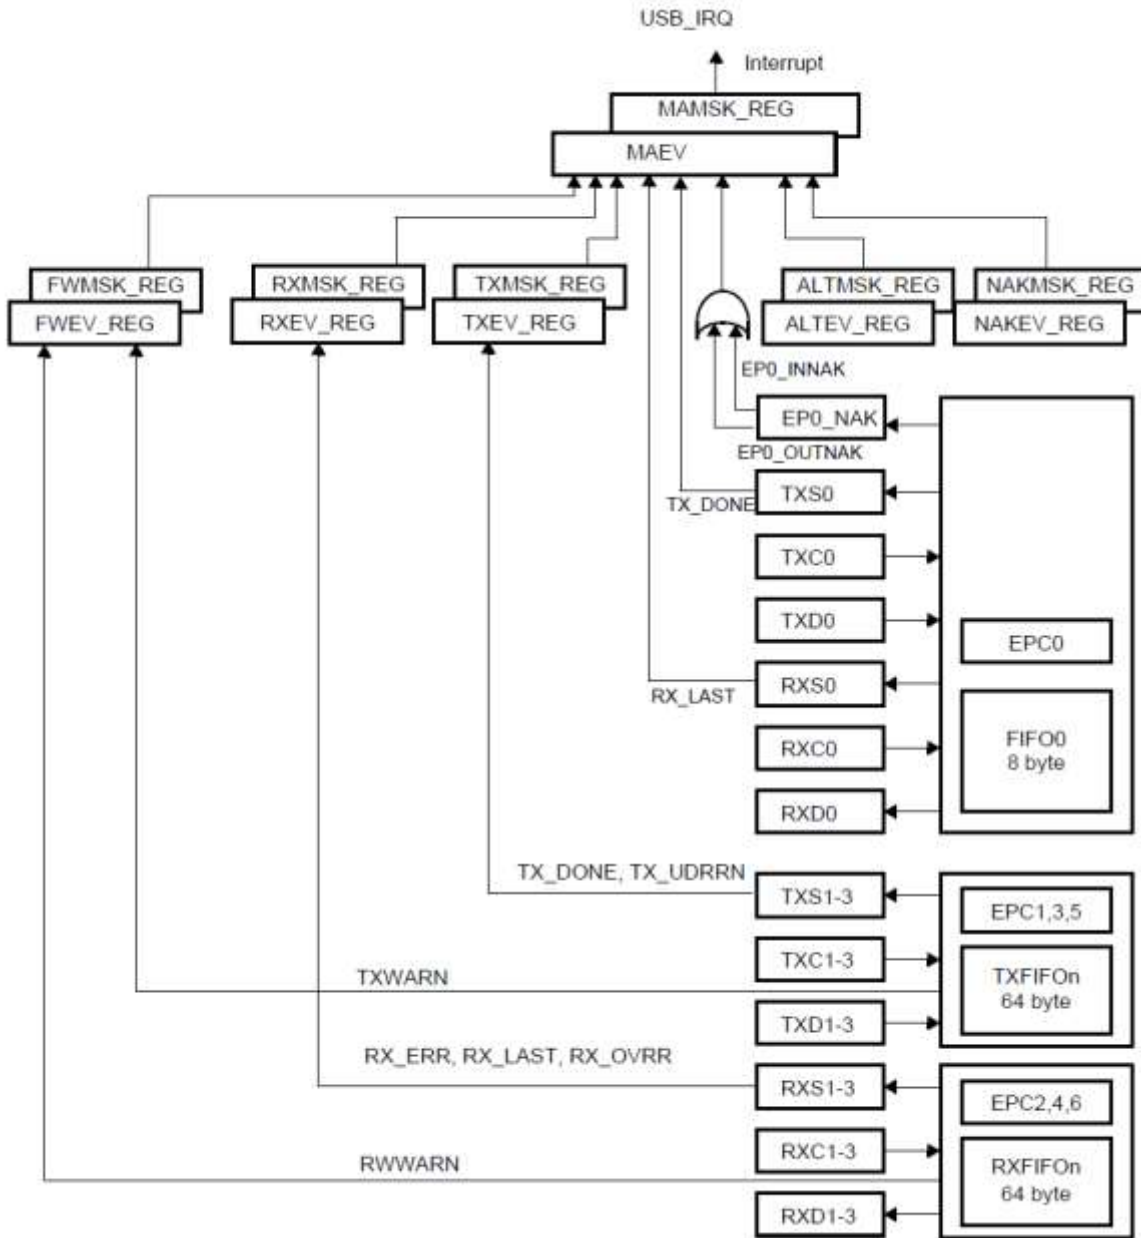 USB_IRQ
Interrupt
MAMSK_REG
MAEV
FWMSK_REG
RXMSK_REG
TXMSK_REG
ALTMSK_REG
NAKMSK_REG
FWEV_REG
RXEV_REG
TXEV_REG
ALTEV_REG
NAKEV_REG
EP0_INNAK
EP0_NAK
EP0_OUTNAK
TXS0
TX_DONE
TXC0
TXD0
EPC0
RXS0
RX_LAST
FIFO0
8 byte
RXC0
RXD0
TX_DONE, TX_UDRRN
TXS1-3
EPC1,3,5
TXC1-3
TXWARN
TXFIFOn
64 byte
TXD1-3
RX_ERR, RX_LAST, RX_OVRR
RXS1-3
EPC2,4,6
RXC1-3
RWWARN
RXFIFOn
64 byte
RXD1-3